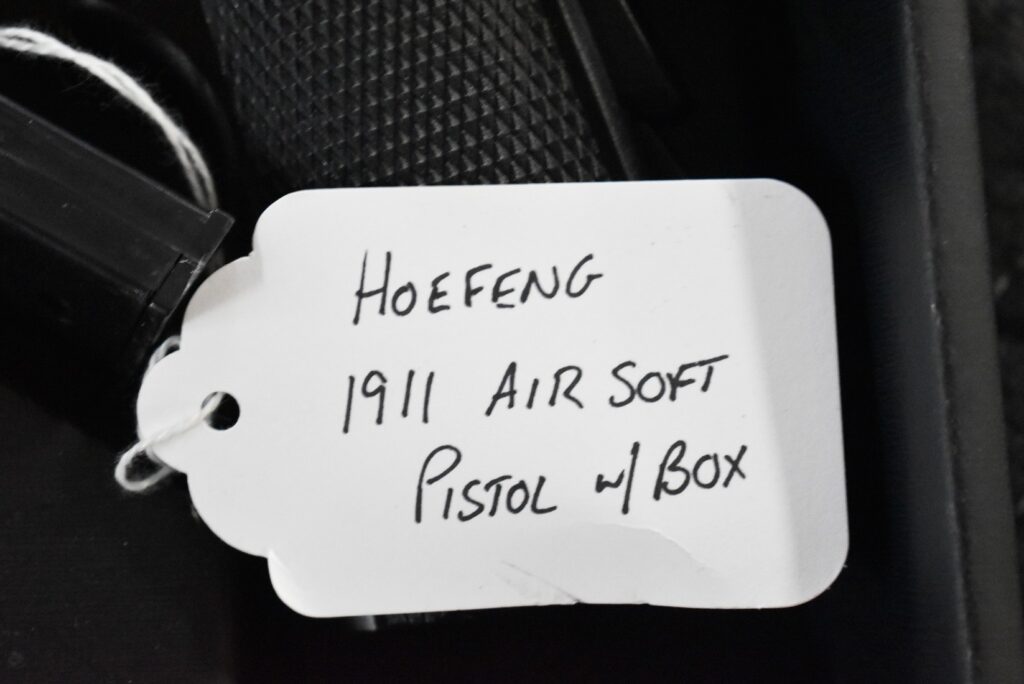 HOEFENG
1911 AIR SOFT
PISTOL w/ BOX